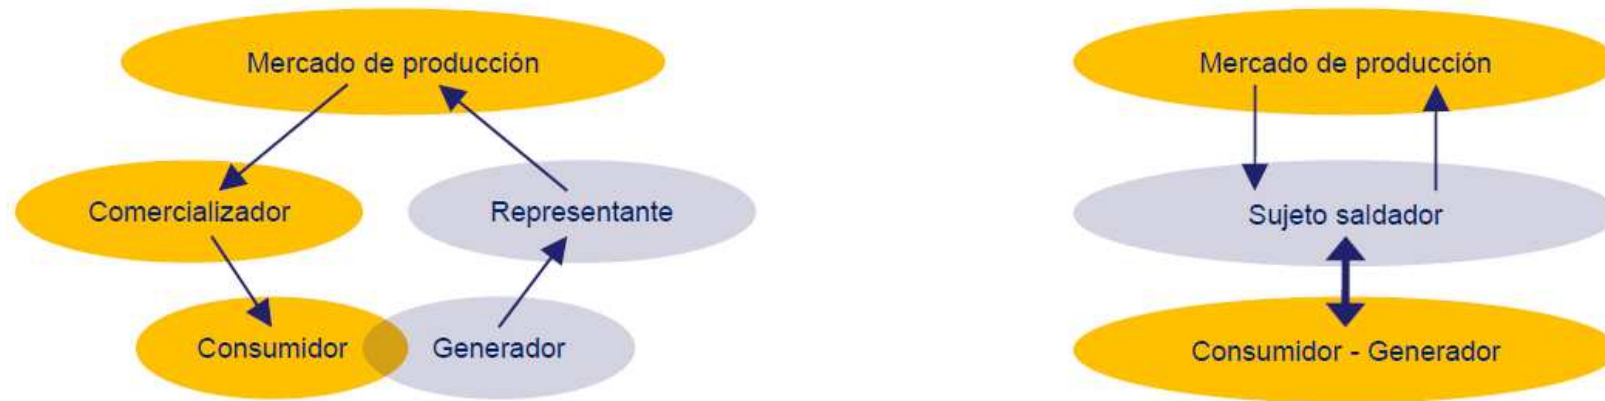 Mercado de producción
Comercializador
Representante
Consumidor
Generador
Mercado de producción
Sujeto saldador
Consumidor - Generador